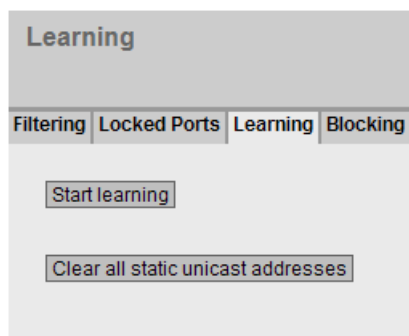 Learning
Filtering Locked Ports Learning Blocking
Start learning
Clear all static unicast addresses